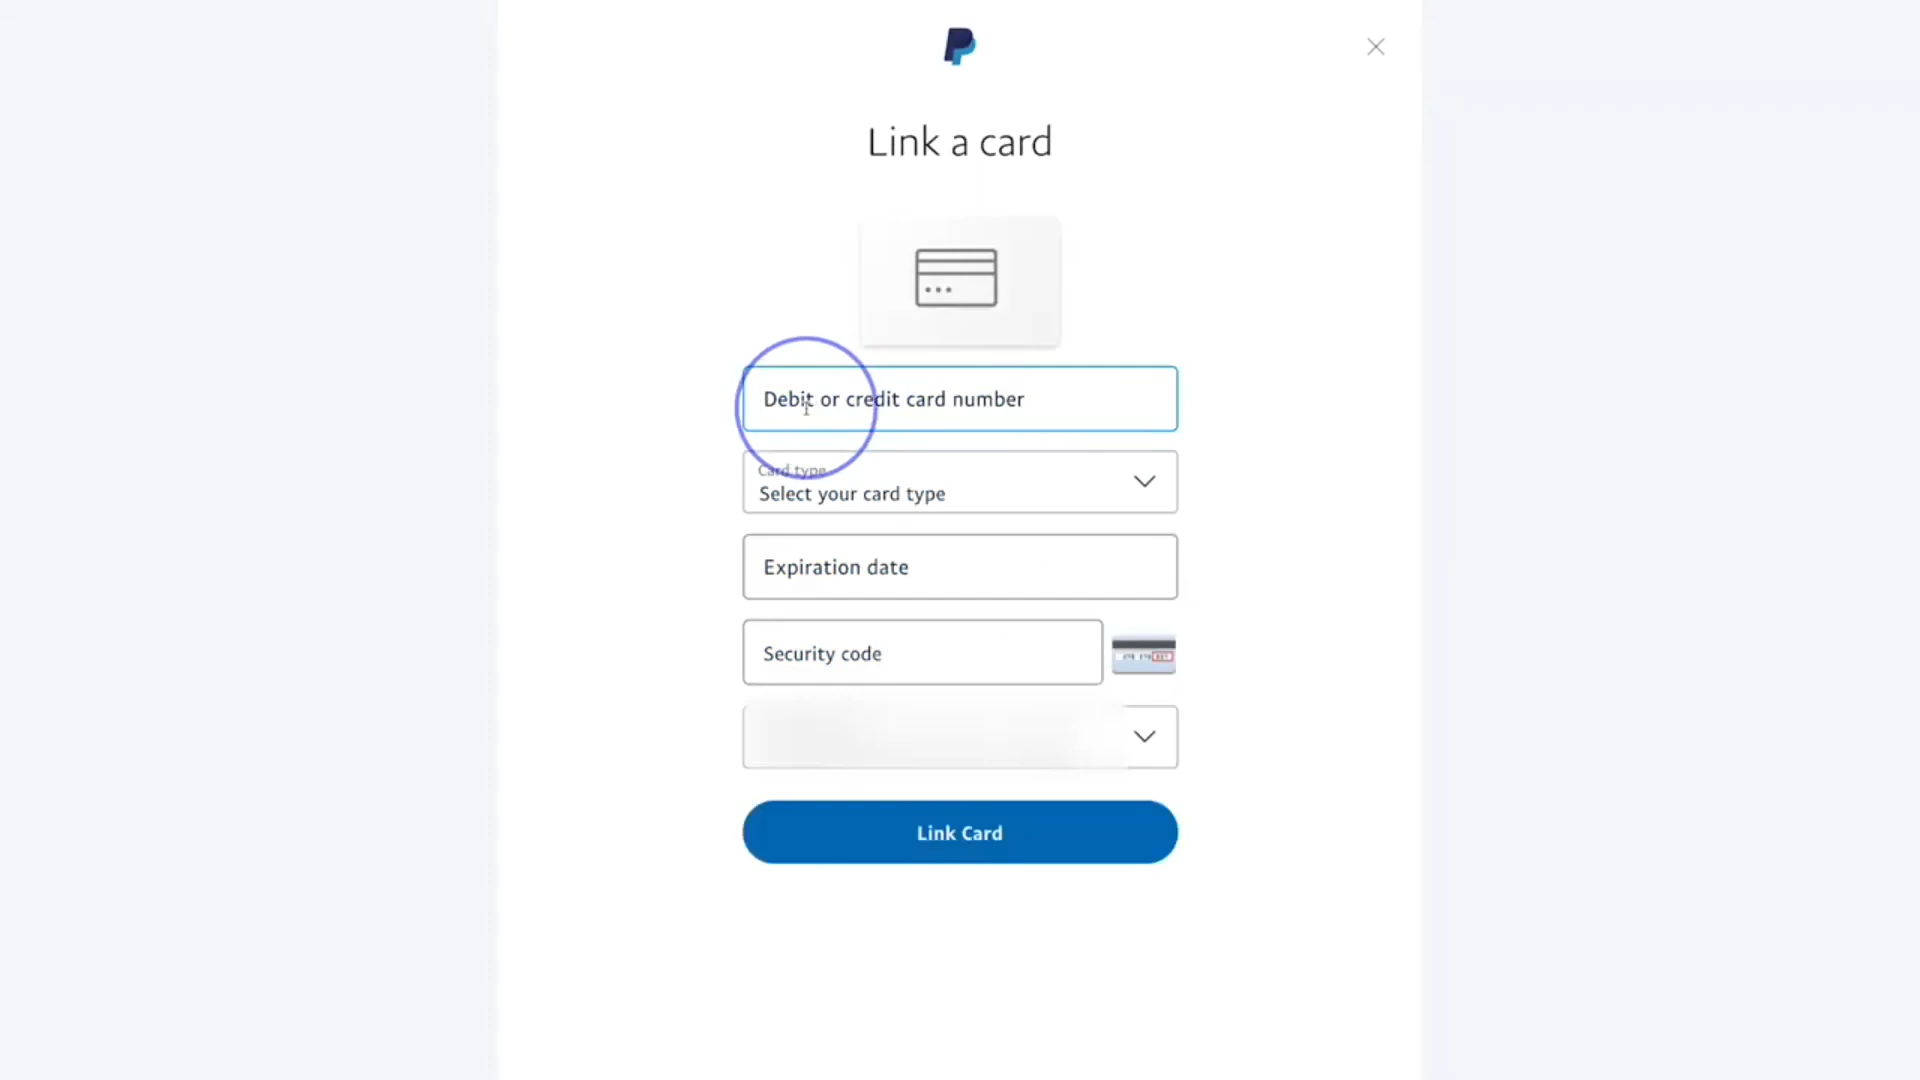 Link a card
Debit or credit card number
Card type
Select your card type
Expiration date
Security code
Link Card